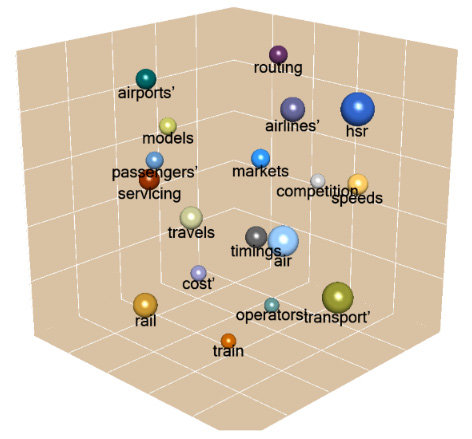 routing
airports'
airlines'
hsr
models
passengers'
markets
servicing
competition
speeds
travels
timings
air
cost'
rail
operators'
transport'
train